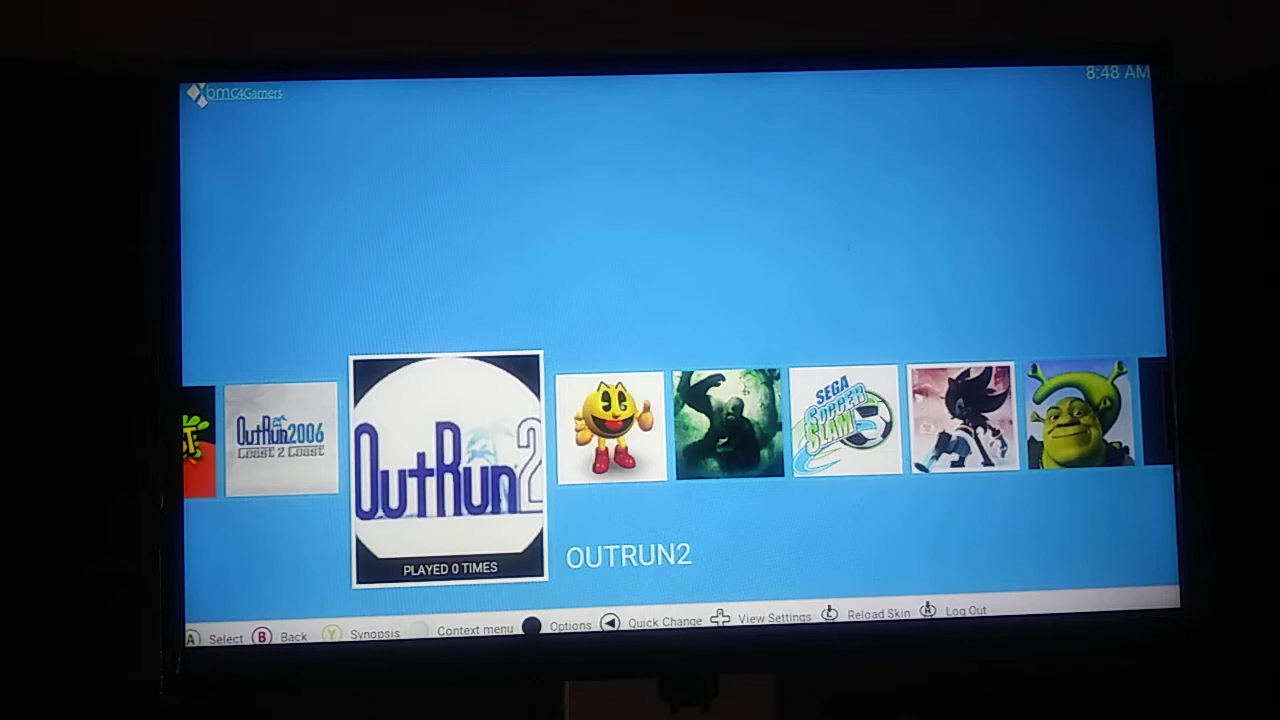 bmc4Gamers
8:48 AM
OutRun2006
COAST 2 COAST
OutRun2
PLAYED 0 TIMES
OUTRUN2
SEGA
SOCCER
SLAM
A Select B Back Y Synopsis Context menu Options Quick Change View Settings L Reload Skin R Log Out